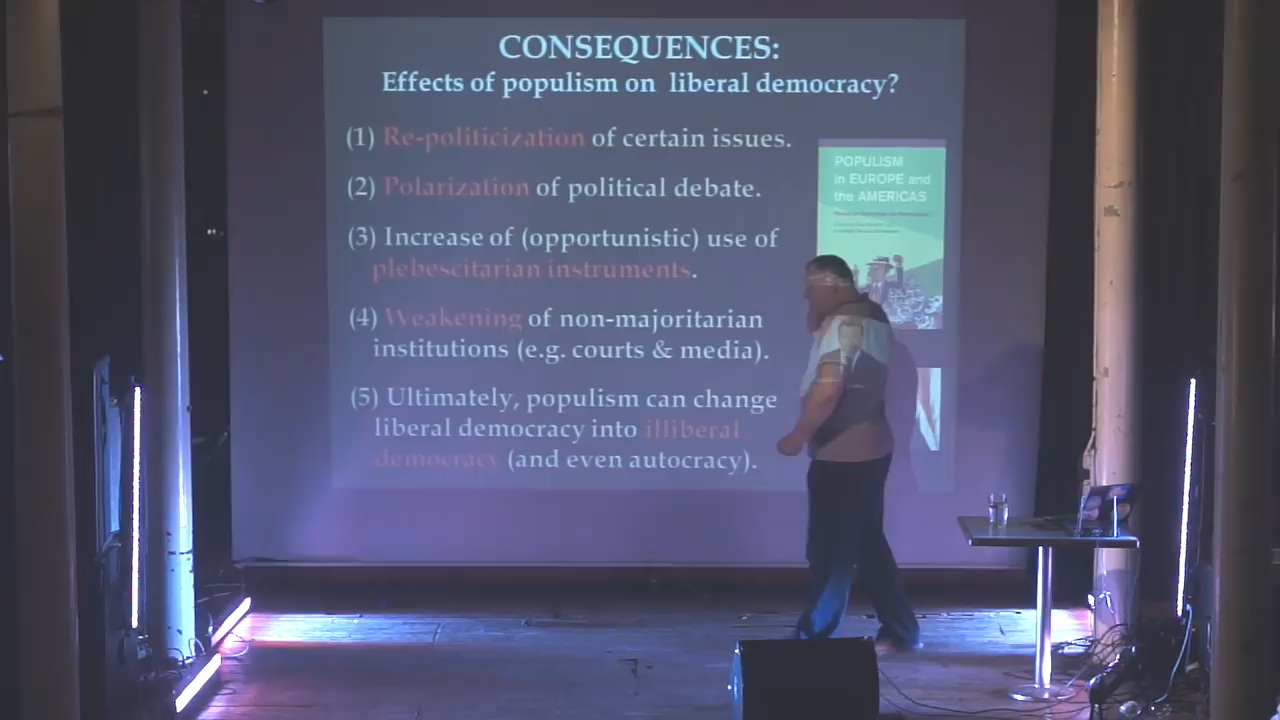 CONSEQUENCES:
Effects of populism on liberal democracy?
(1) Re-politicization of certain issues.
(2) Polarization of political debate.
(3) Increase of (opportunistic) use of
plebescitarian instruments.
(4) Weakening of non-majoritarian
institutions (e.g. courts & media).
(5) Ultimately, populism can change
liberal democracy into illiberal
democracy (and even autocracy).
POPULISM
in EUROPE and
the AMERICAS